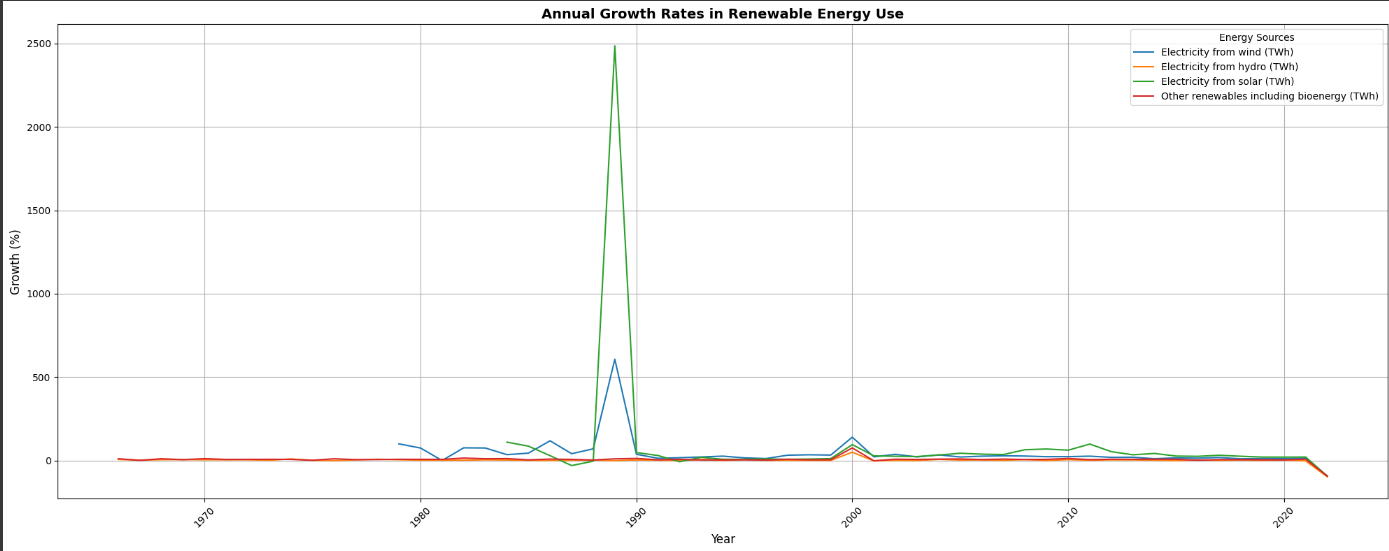 Annual Growth Rates in Renewable Energy Use
Energy Sources
Electricity from wind (TWh)
Electricity from hydro (TWh)
Electricity from solar (TWh)
Other renewables including bioenergy (TWh)
Growth (%)
2500
2000
1500
1000
500
0
1970
1980
1990
2000
2010
2020
Year